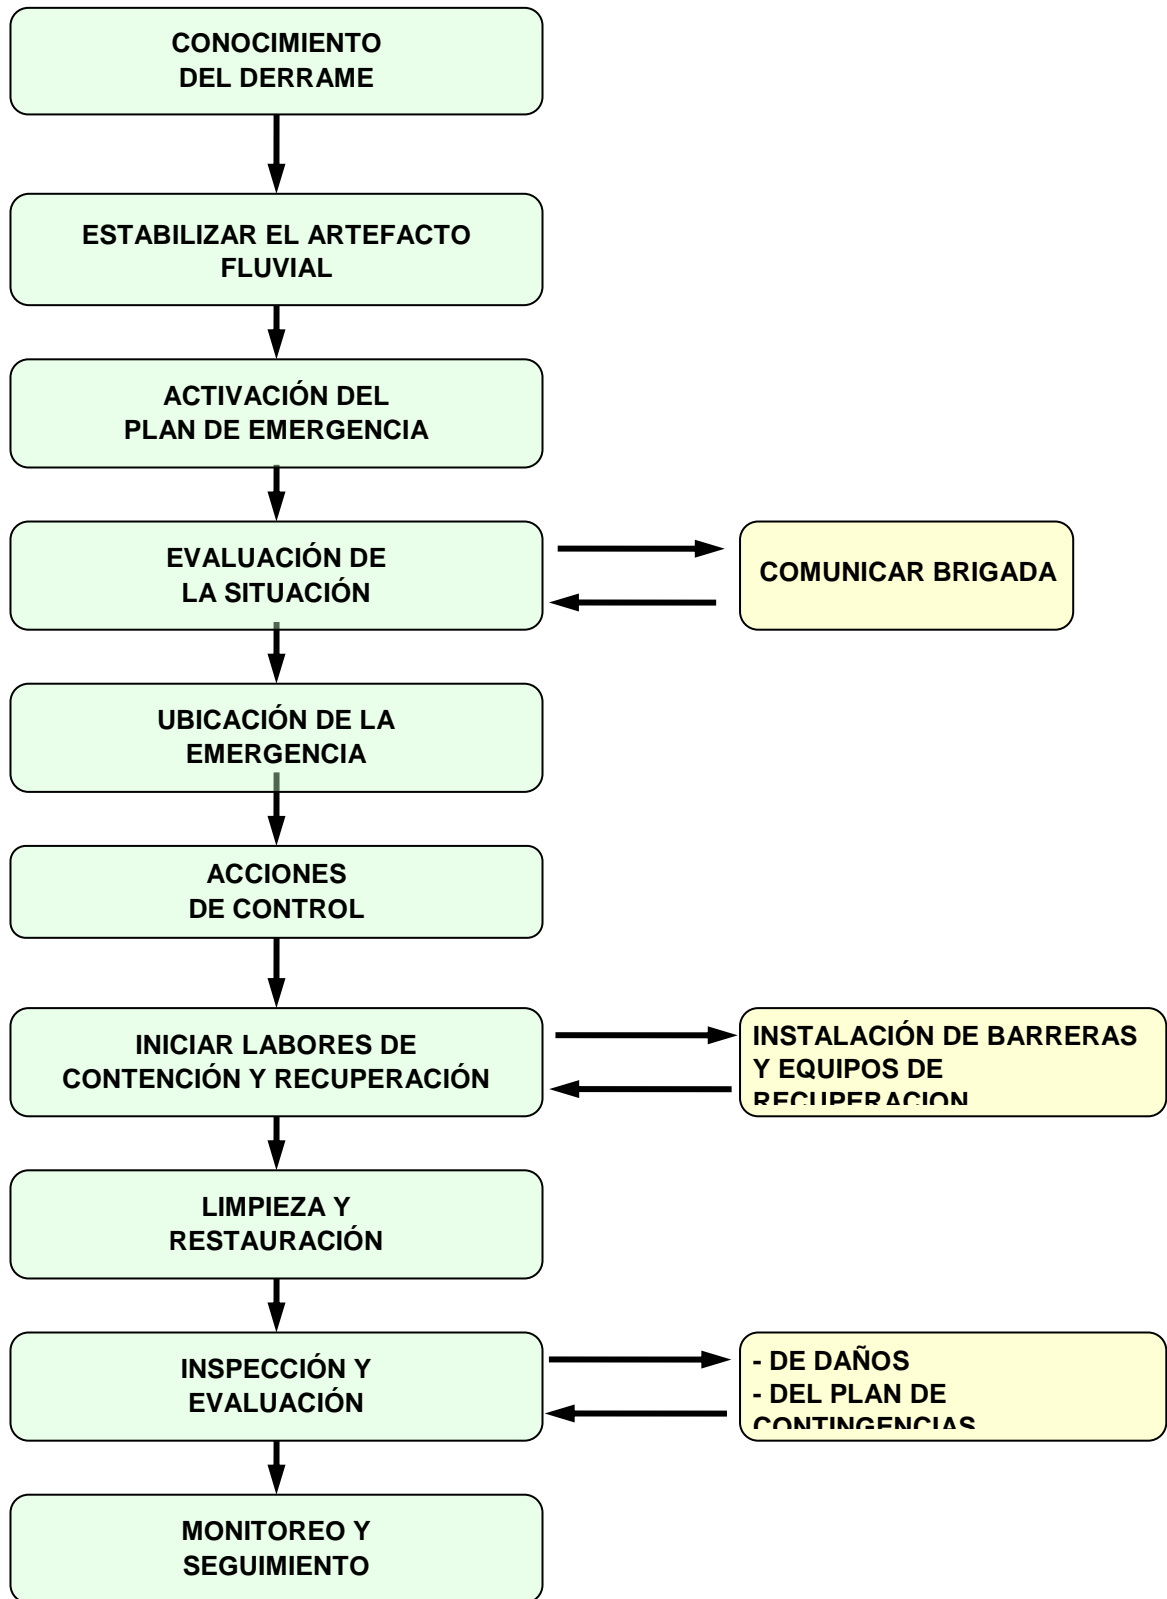 CONOCIMIENTO
DEL DERRAME
ESTABILIZAR EL ARTEFACTO
FLUVIAL
ACTIVACIÓN DEL
PLAN DE EMERGENCIA
EVALUACIÓN DE
LA SITUACIÓN
COMUNICAR BRIGADA
UBICACIÓN DE LA
EMERGENCIA
ACCIONES
DE CONTROL
INICIAR LABORES DE
CONTENCIÓN Y RECUPERACIÓN
INSTALACIÓN DE BARRERAS
Y EQUIPOS DE
RECUPERACION
LIMPIEZA Y
RESTAURACIÓN
INSPECCIÓN Y
EVALUACIÓN
- DE DAÑOS
- DEL PLAN DE
CONTINGENCIAS
MONITOREO Y
SEGUIMIENTO